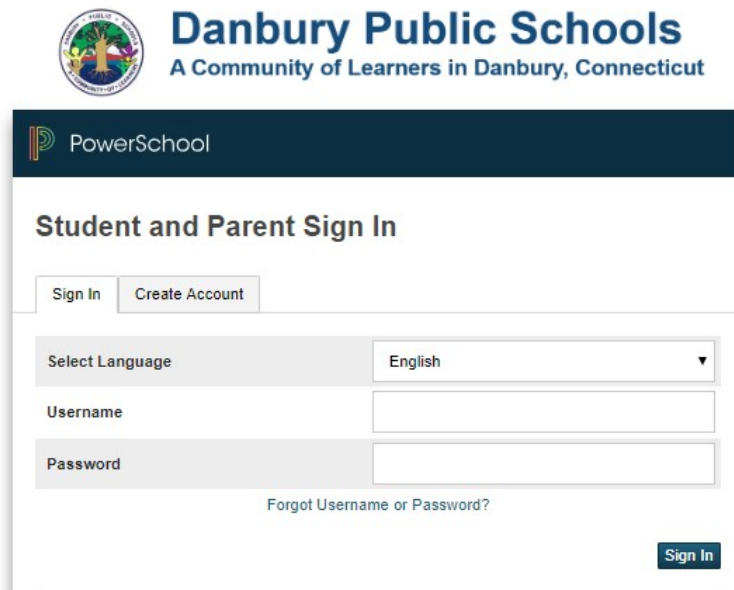 Danbury Public Schools
A Community of Learners in Danbury, Connecticut
PowerSchool
Student and Parent Sign In
Sign In Create Account
Select Language English
Username
Password
Forgot Username or Password?
Sign In